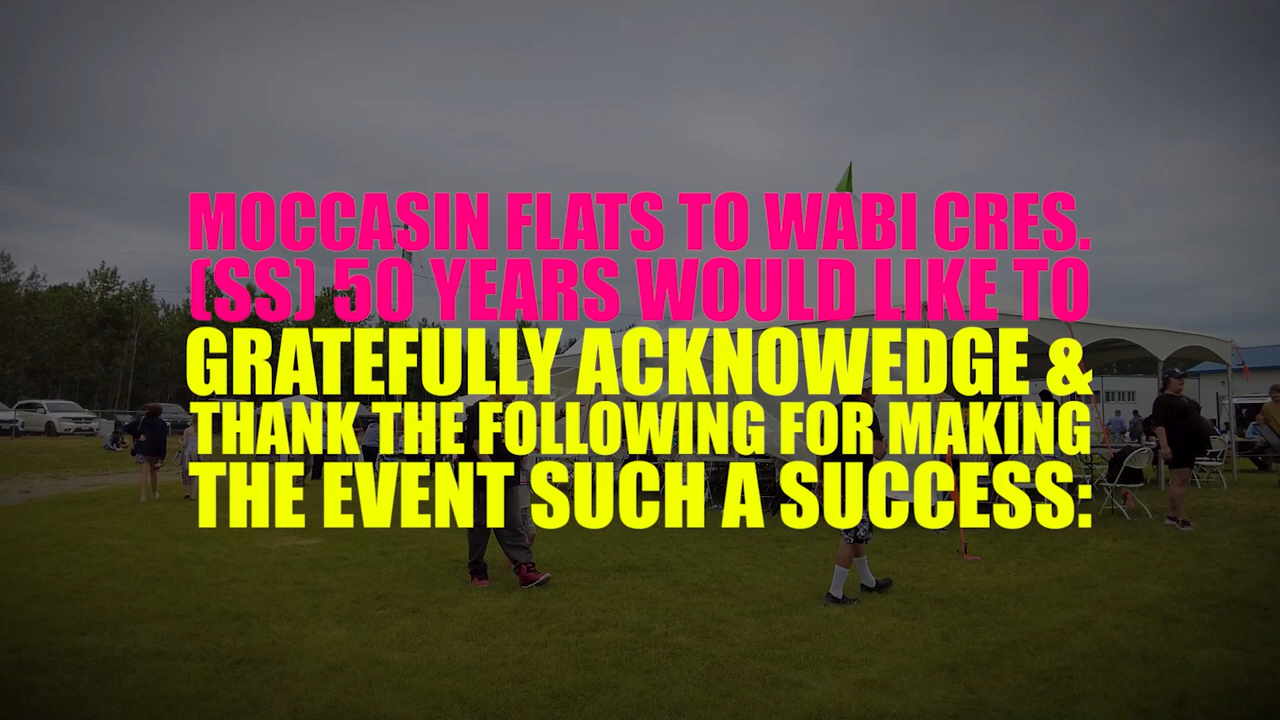 MOCCASIN FLATS TO WABI CRES.
(SS) 50 YEARS WOULD LIKE TO
GRATEFULLY ACKNOWEDGE &
THANK THE FOLLOWING FOR MAKING
THE EVENT SUCH A SUCCESS: